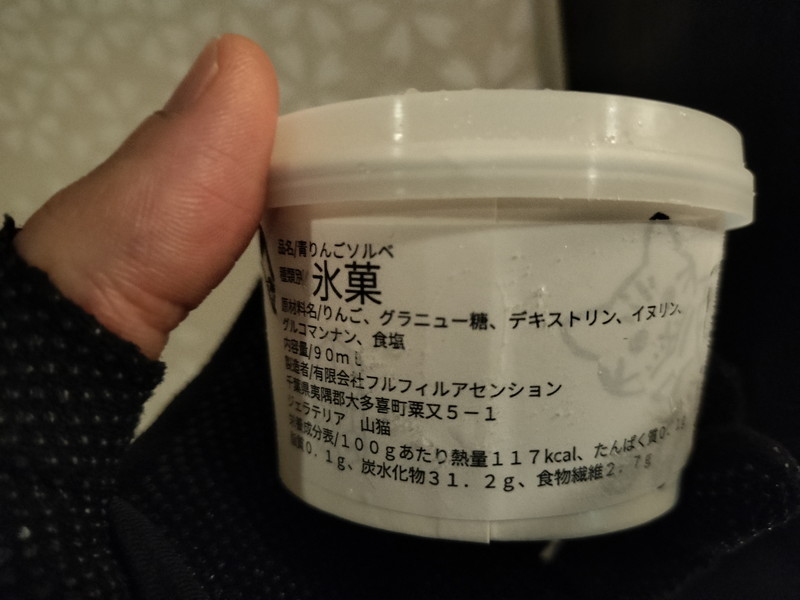 品名/青りんごソルベ
種類別/氷菓
原材料名/りんご、グラニュー糖、デキストリン、イヌリン、
グルコマンナン、食塩
内容量/90ml
製造者/有限会社フルフィルアセンション
千葉県夷隅郡大多喜町粟又5-1
ジェラテリア 山猫
栄養成分表/100gあたり熱量117kcal、たんぱく質0.1g
脂質0.1g、炭水化物31.2g、食物繊維2.7g